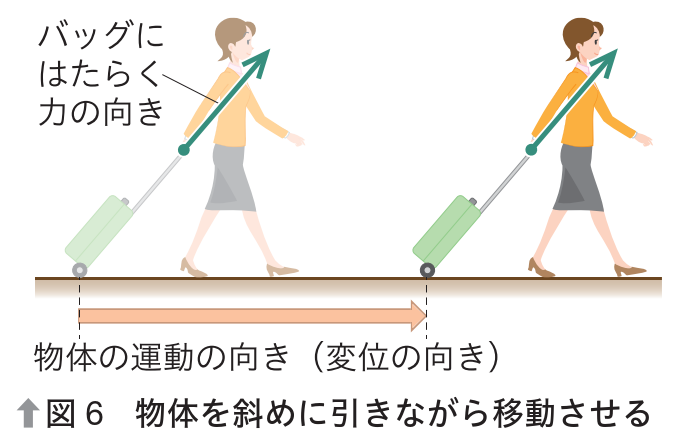 バッグに
はたらく
力の向き
物体の運動の向き（変位の向き）
⬆図6　物体を斜めに引きながら移動させる